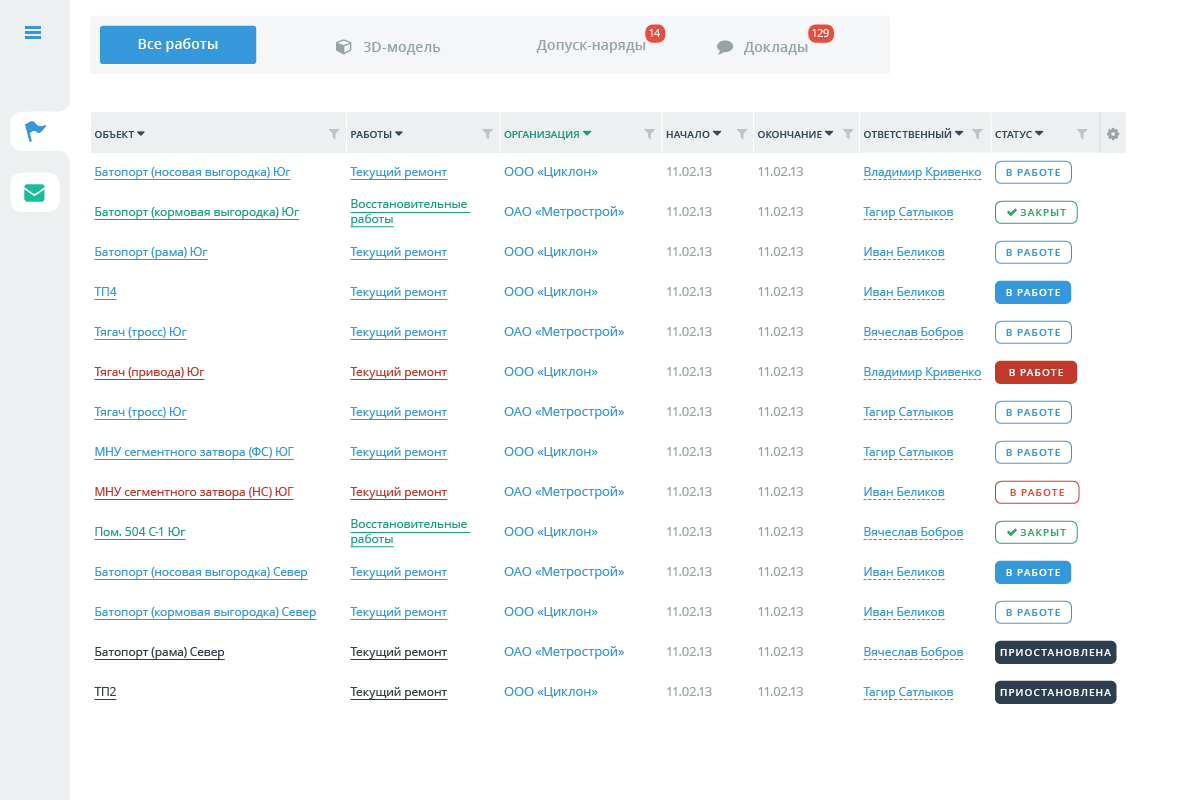 Все работы
3D-модель
Допуск-наряды 14
Доклады 129
ОБЪЕКТ РАБОТЫ ОРГАНИЗАЦИЯ НАЧАЛО ОКОНЧАНИЕ ОТВЕТСТВЕННЫЙ СТАТУС
Батопорт (носовая выгородка) Юг Текущий ремонт ООО «Циклон» 11.02.13 11.02.13 Владимир Кривенко В РАБОТЕ
Батопорт (кормовая выгородка) Юг Восстановительные
работы ОАО «Метрострой» 11.02.13 11.02.13 Тагир Сатлыков ЗАКРЫТ
Батопорт (рама) Юг Текущий ремонт ООО «Циклон» 11.02.13 11.02.13 Иван Беликов В РАБОТЕ
ТП4 Текущий ремонт ООО «Циклон» 11.02.13 11.02.13 Иван Беликов В РАБОТЕ
Тягач (тросс) Юг Текущий ремонт ОАО «Метрострой» 11.02.13 11.02.13 Вячеслав Бобров В РАБОТЕ
Тягач (привода) Юг Текущий ремонт ООО «Циклон» 11.02.13 11.02.13 Владимир Кривенко В РАБОТЕ
Тягач (тросс) Юг Текущий ремонт ОАО «Метрострой» 11.02.13 11.02.13 Тагир Сатлыков В РАБОТЕ
МНУ сегментного затвора (ФС) ЮГ Текущий ремонт ООО «Циклон» 11.02.13 11.02.13 Тагир Сатлыков В РАБОТЕ
МНУ сегментного затвора (НС) ЮГ Текущий ремонт ОАО «Метрострой» 11.02.13 11.02.13 Иван Беликов В РАБОТЕ
Пом. 504 С-1 Юг Восстановительные
работы ООО «Циклон» 11.02.13 11.02.13 Вячеслав Бобров ЗАКРЫТ
Батопорт (носовая выгородка) Север Текущий ремонт ОАО «Метрострой» 11.02.13 11.02.13 Иван Беликов В РАБОТЕ
Батопорт (кормовая выгородка) Север Текущий ремонт ООО «Циклон» 11.02.13 11.02.13 Иван Беликов В РАБОТЕ
Батопорт (рама) Север Текущий ремонт ОАО «Метрострой» 11.02.13 11.02.13 Вячеслав Бобров ПРИОСТАНОВЛЕНА
ТП2 Текущий ремонт ООО «Циклон» 11.02.13 11.02.13 Тагир Сатлыков ПРИОСТАНОВЛЕНА